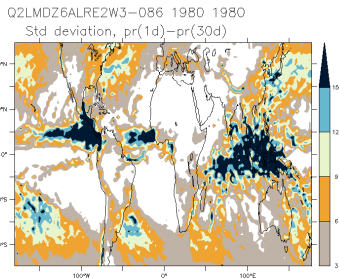 Q2LMDZ6ALRE2W3-086 1980 1980
Std deviation, pr(1d)-pr(30d)
°N
°N
0°
°S
°S
100°W 0° 100°E
15
12
9
6
3